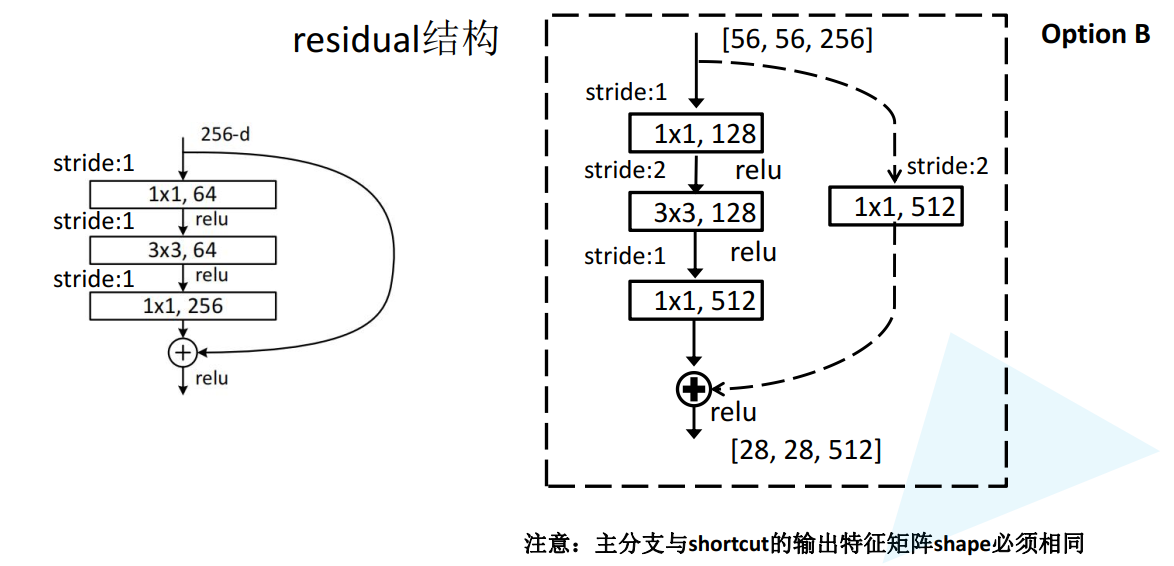 residual结构
256-d
stride:1
1x1, 64
stride:1
relu
3x3, 64
stride:1
relu
1x1, 256
relu
Option B
[56, 56, 256]
stride:1
1x1, 128
stride:2
relu
stride:2
3x3, 128
1x1, 512
stride:1
relu
1x1, 512
relu
[28, 28, 512]
注意：主分支与shortcut的输出特征矩阵shape必须相同